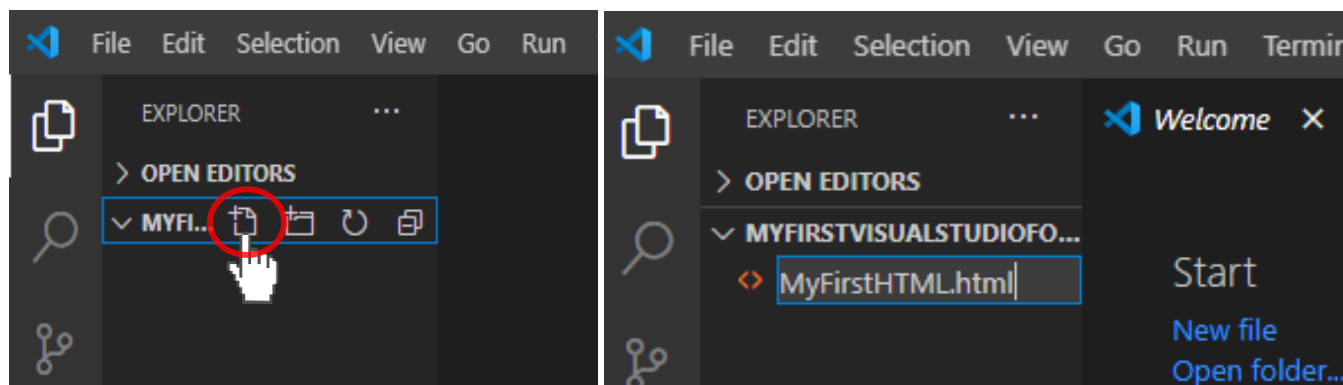 File Edit Selection View Go Run
EXPLORER ...
OPEN EDITORS
MYFI...
File Edit Selection View Go Run Termin
EXPLORER ...
Welcome
OPEN EDITORS
MYFIRSTVISUALSTUDIOFO...
MyFirstHTML.html
Start
New file
Open folder...